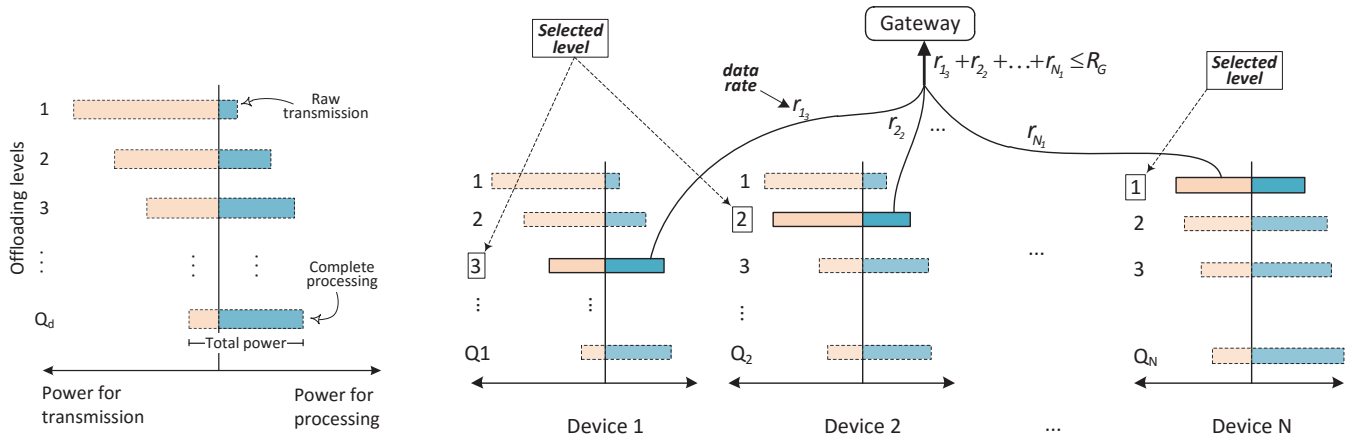 Offloading levels
1
Raw
transmission
2
3
⋮ ⋮ ⋮
Complete
processing
Q_d
Total power
Power for
transmission
Power for
processing
Gateway
r_{1_3} + r_{2_2} + ... + r_{N_1} ≤ R_G
Selected
level
data
rate
r_{1_3}
r_{2_2}
...
r_{N_1}
Selected
level
1
2
3
⋮ ⋮
Q1
Device 1
1
2
3
⋮
Q_2
Device 2
...
...
1
2
3
Q_N
Device N